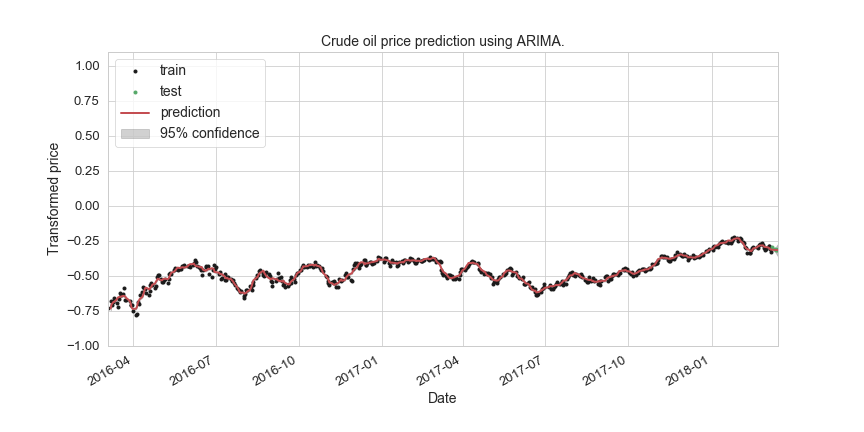 Crude oil price prediction using ARIMA.
train
test
prediction
95% confidence
1.00
0.75
0.50
0.25
0.00
−0.25
−0.50
−0.75
−1.00
Transformed price
2016-04
2016-07
2016-10
2017-01
2017-04
2017-07
2017-10
2018-01
Date